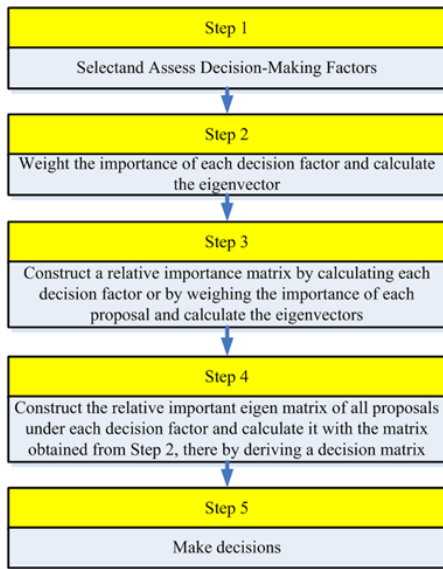 Step 1
Selectand Assess Decision-Making Factors
Step 2
Weight the importance of each decision factor and calculate
the eigenvector
Step 3
Construct a relative importance matrix by calculating each
decision factor or by weighing the importance of each
proposal and calculate the eigenvectors
Step 4
Construct the relative important eigen matrix of all proposals
under each decision factor and calculate it with the matrix
obtained from Step 2, there by deriving a decision matrix
Step 5
Make decisions